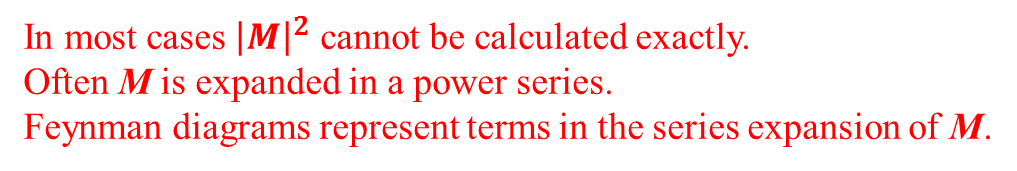 In most cases |M|² cannot be calculated exactly.
Often M is expanded in a power series.
Feynman diagrams represent terms in the series expansion of M.